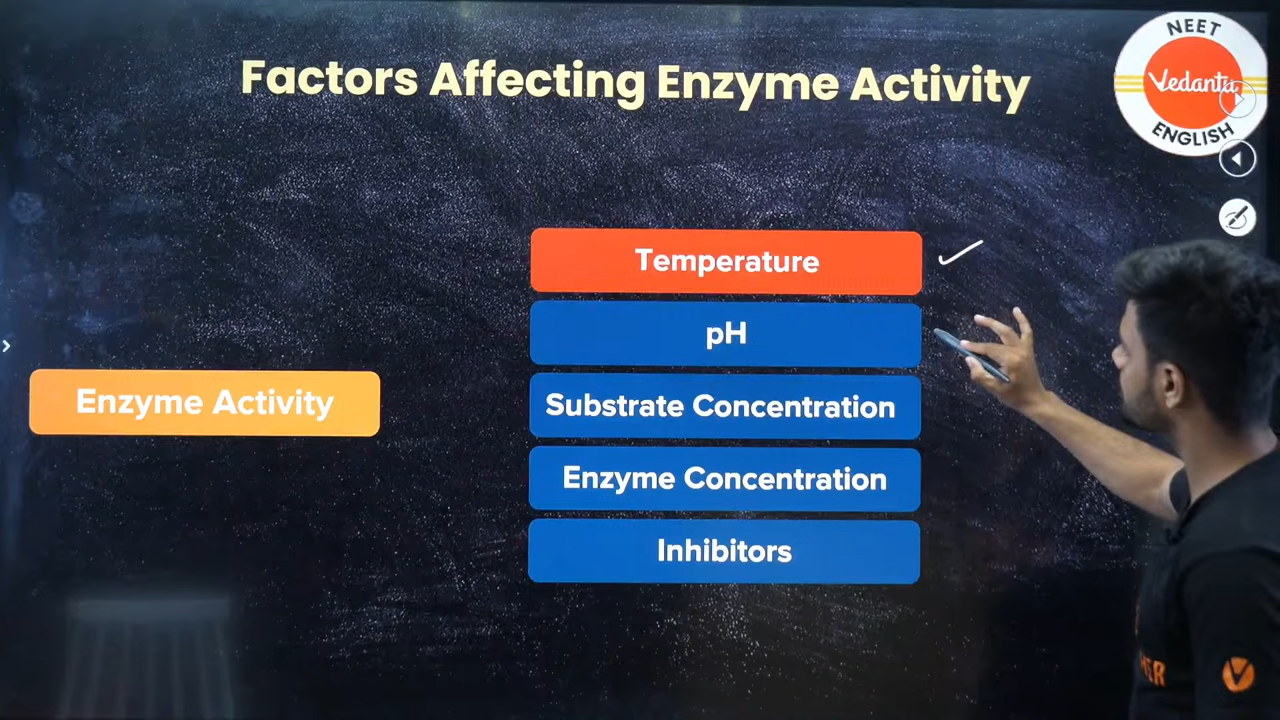 Factors Affecting Enzyme Activity
NEET
Vedantu
ENGLISH
Temperature
pH
Enzyme Activity
Substrate Concentration
Enzyme Concentration
Inhibitors